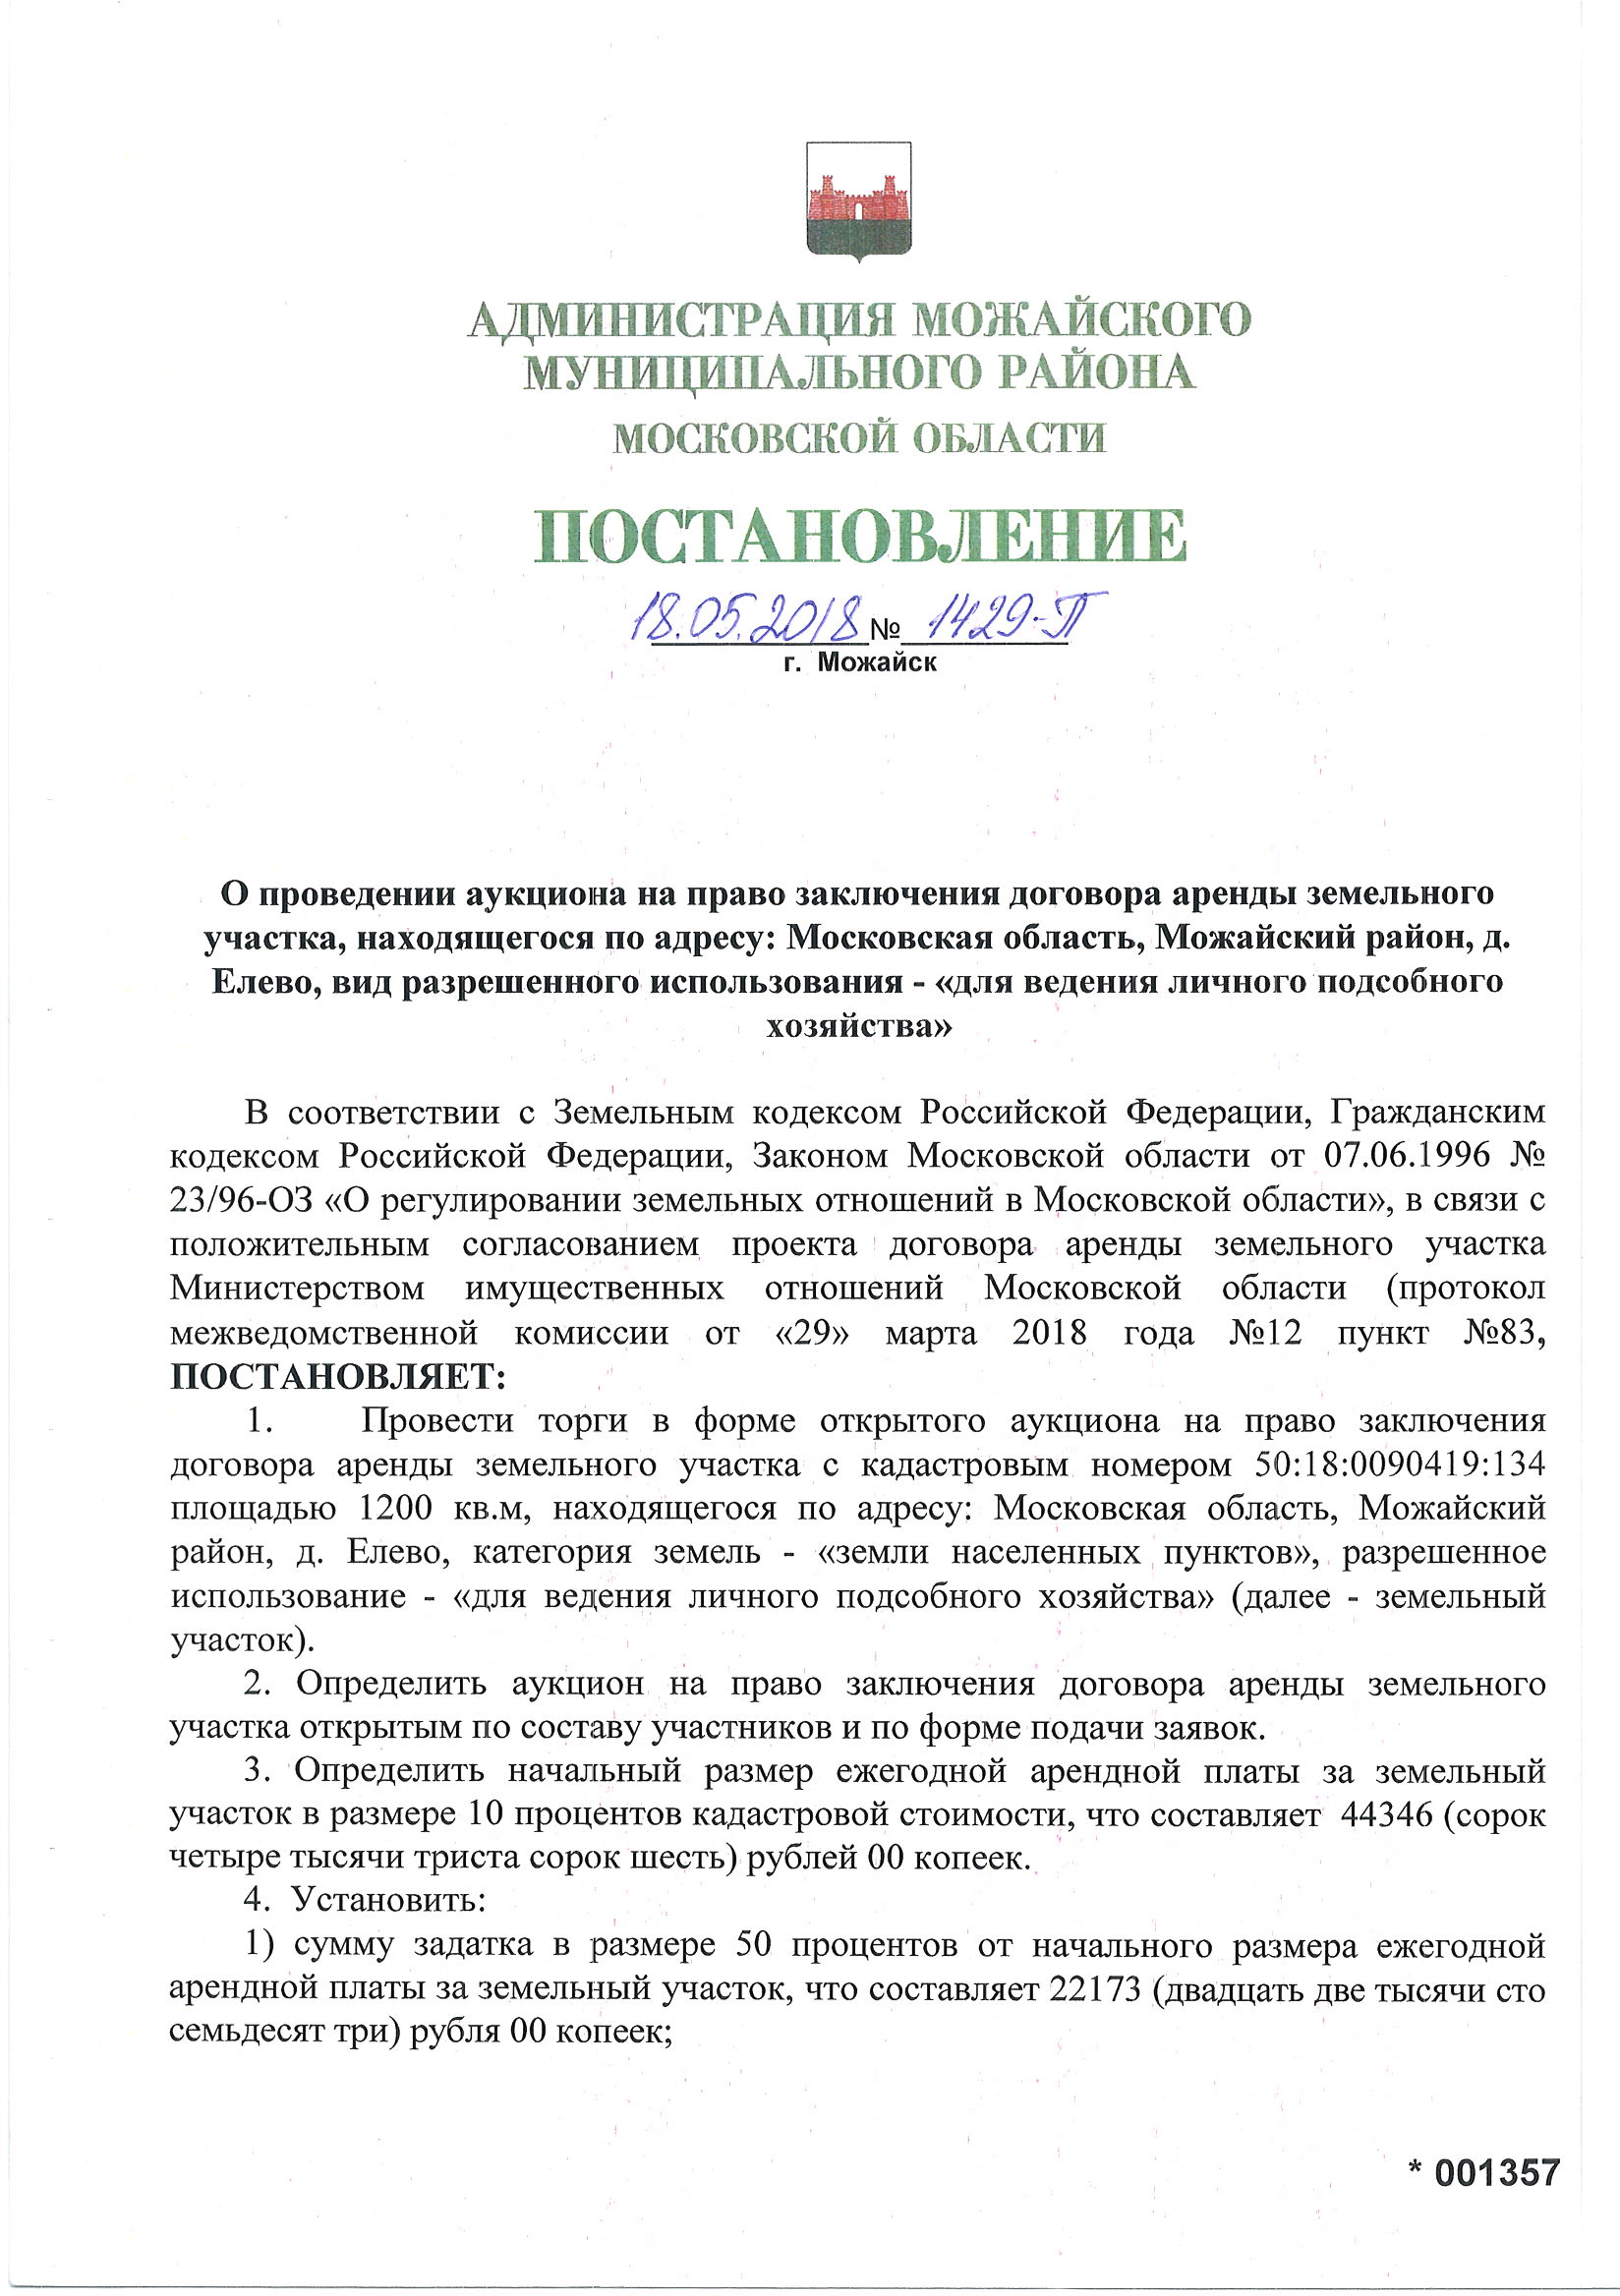 АДМИНИСТРАЦИЯ МОЖАЙСКОГО
МУНИЦИПАЛЬНОГО РАЙОНА
МОСКОВСКОЙ ОБЛАСТИ
ПОСТАНОВЛЕНИЕ
18.05.2018 № 1429-П
г. Можайск
О проведении аукциона на право заключения договора аренды земельного
участка, находящегося по адресу: Московская область, Можайский район, д.
Елево, вид разрешенного использования - «для ведения личного подсобного
хозяйства»
В соответствии с Земельным кодексом Российской Федерации, Гражданским
кодексом Российской Федерации, Законом Московской области от 07.06.1996 №
23/96-ОЗ «О регулировании земельных отношений в Московской области», в связи с
положительным согласованием проекта договора аренды земельного участка
Министерством имущественных отношений Московской области (протокол
межведомственной комиссии от «29» марта 2018 года №12 пункт №83,
ПОСТАНОВЛЯЕТ:
1. Провести торги в форме открытого аукциона на право заключения
договора аренды земельного участка с кадастровым номером 50:18:0090419:134
площадью 1200 кв.м, находящегося по адресу: Московская область, Можайский
район, д. Елево, категория земель - «земли населенных пунктов», разрешенное
использование - «для ведения личного подсобного хозяйства» (далее - земельный
участок).
2. Определить аукцион на право заключения договора аренды земельного
участка открытым по составу участников и по форме подачи заявок.
3. Определить начальный размер ежегодной арендной платы за земельный
участок в размере 10 процентов кадастровой стоимости, что составляет 44346 (сорок
четыре тысячи триста сорок шесть) рублей 00 копеек.
4. Установить:
1) сумму задатка в размере 50 процентов от начального размера ежегодной
арендной платы за земельный участок, что составляет 22173 (двадцать две тысячи сто
семьдесят три) рубля 00 копеек;
* 001357